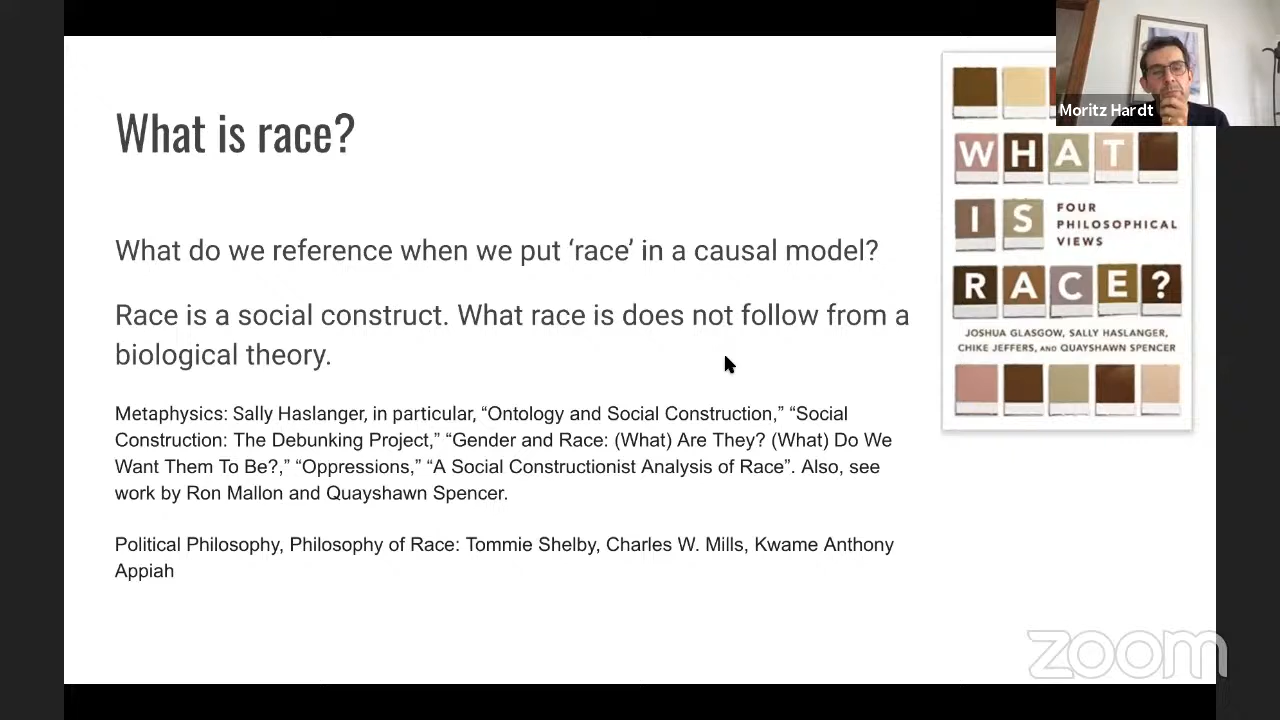 Moritz Hardt
What is race?
What do we reference when we put ‘race’ in a causal model?
Race is a social construct. What race is does not follow from a
biological theory.
Metaphysics: Sally Haslanger, in particular, “Ontology and Social Construction,” “Social
Construction: The Debunking Project,” “Gender and Race: (What) Are They? (What) Do We
Want Them To Be?,” “Oppressions,” “A Social Constructionist Analysis of Race”. Also, see
work by Ron Mallon and Quayshawn Spencer.
Political Philosophy, Philosophy of Race: Tommie Shelby, Charles W. Mills, Kwame Anthony
Appiah
WHAT
IS
FOUR
PHILOSOPHICAL
VIEWS
RACE?
JOSHUA GLASGOW, SALLY HASLANGER,
CHIKE JEFFERS, AND QUAYSHAWN SPENCER
zoom